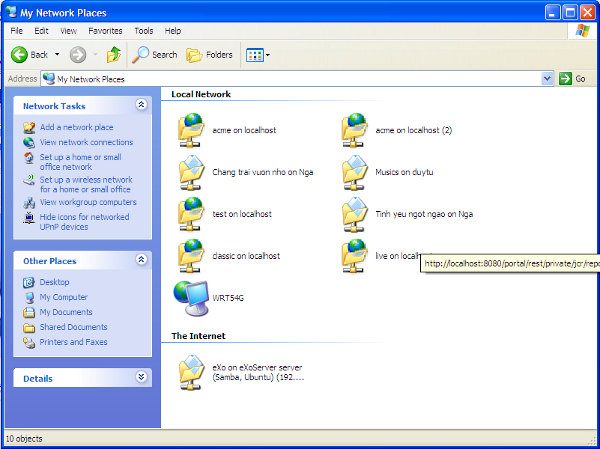 My Network Places
File Edit View Favorites Tools Help
Back Search Folders
Address My Network Places Go
Network Tasks
Add a network place
View network connections
Set up a home or small
office network
Set up a wireless network
for a home or small office
View workgroup computers
Hide icons for networked
UPnP devices
Other Places
Desktop
My Computer
My Documents
Shared Documents
Printers and Faxes
Details
Local Network
acme on localhost
acme on localhost (2)
Chang trai vuon nho on Nga
Musics on duytu
test on localhost
Tinh yeu ngot ngao on Nga
classic on localhost
live on localh
http://localhost:8080/portal/rest/private/jcr/repo
WRT54G
The Internet
eXo on eXoServer server
(Samba, Ubuntu) (192....
10 objects